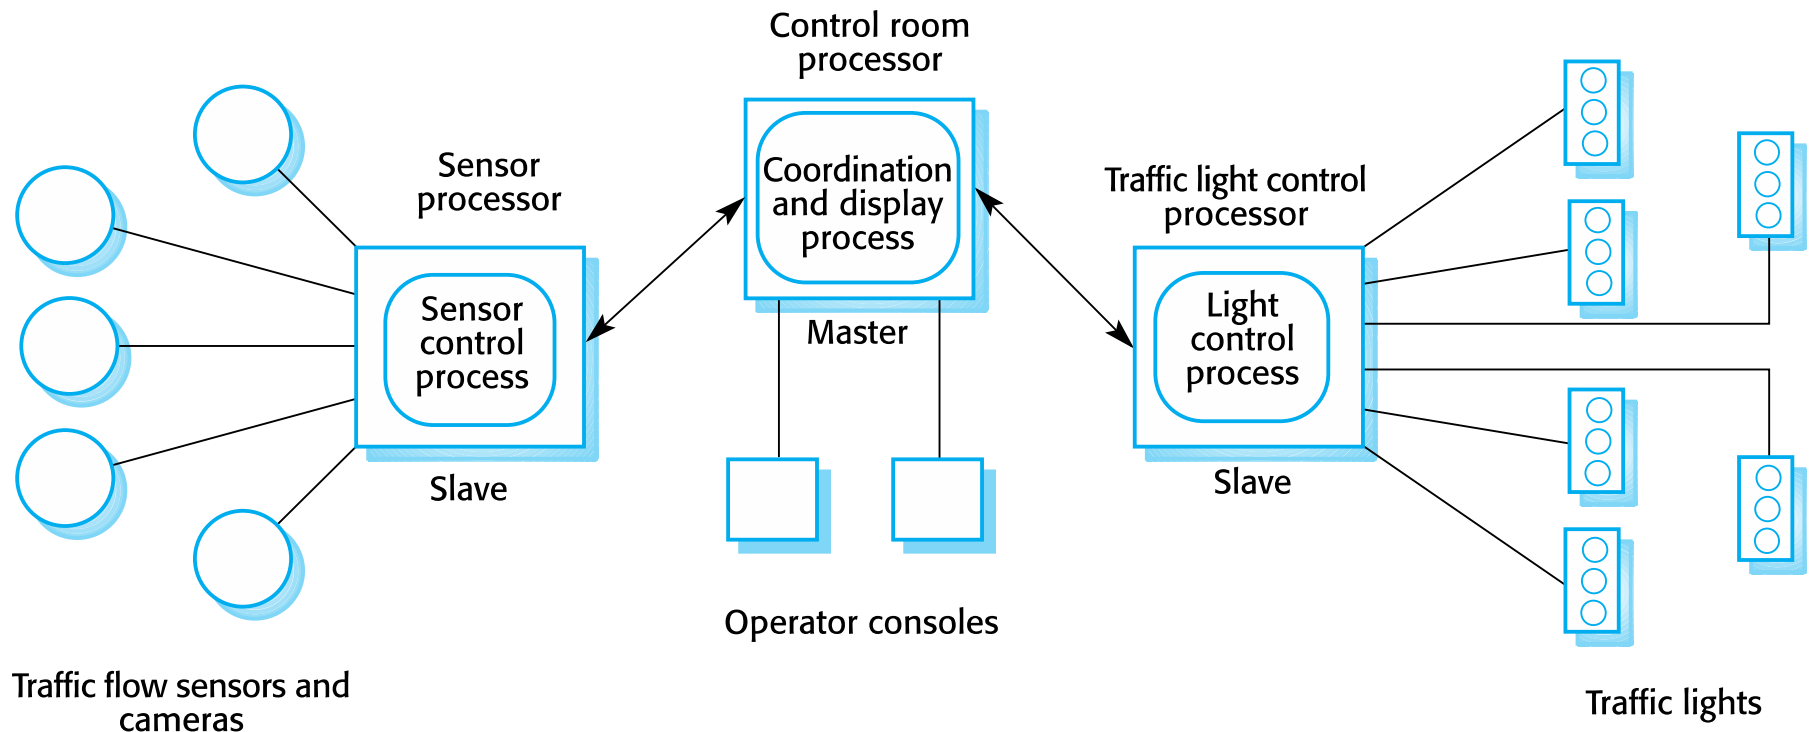 Control room
processor
Sensor
processor
Coordination
and display
process
Traffic light control
processor
Sensor
control
process
Master
Light
control
process
Slave
Slave
Operator consoles
Traffic flow sensors and
cameras
Traffic lights